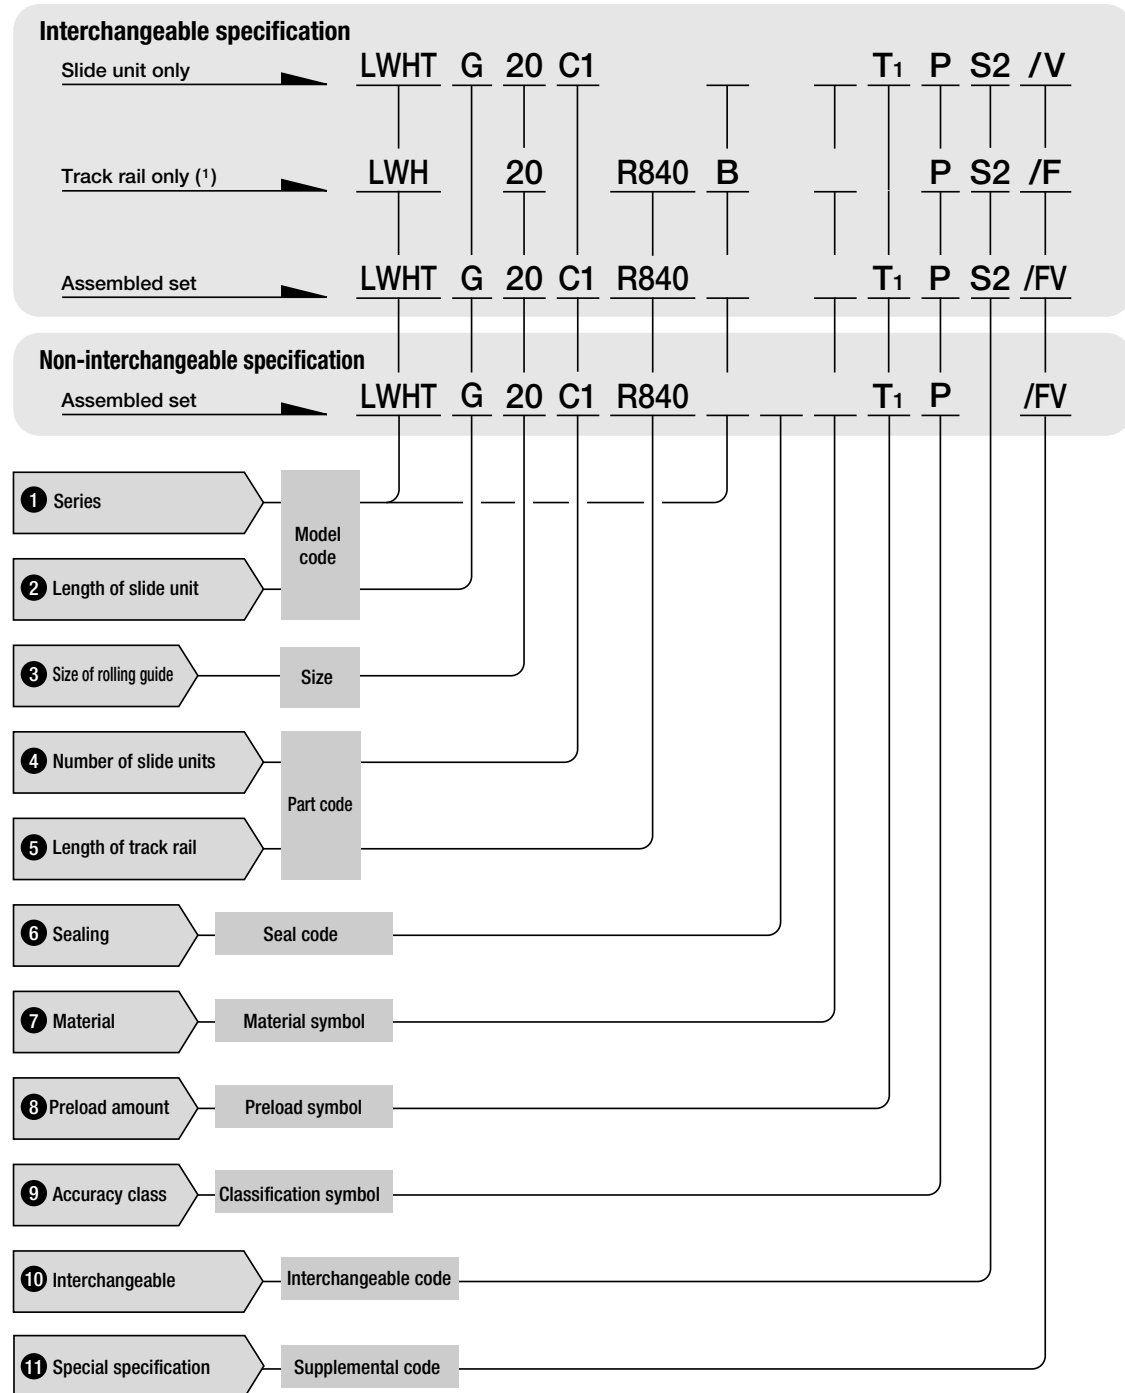 Interchangeable specification
Slide unit only LWHT G 20 C1 T1 P S2 /V
Track rail only (1) LWH 20 R840 B P S2 /F
Assembled set LWHT G 20 C1 R840 T1 P S2 /FV
Non-interchangeable specification
Assembled set LWHT G 20 C1 R840 T1 P /FV
1 Series
Model
code
2 Length of slide unit
3 Size of rolling guide Size
4 Number of slide units
Part code
5 Length of track rail
6 Sealing Seal code
7 Material Material symbol
8 Preload amount Preload symbol
9 Accuracy class Classification symbol
10 Interchangeable Interchangeable code
11 Special specification Supplemental code